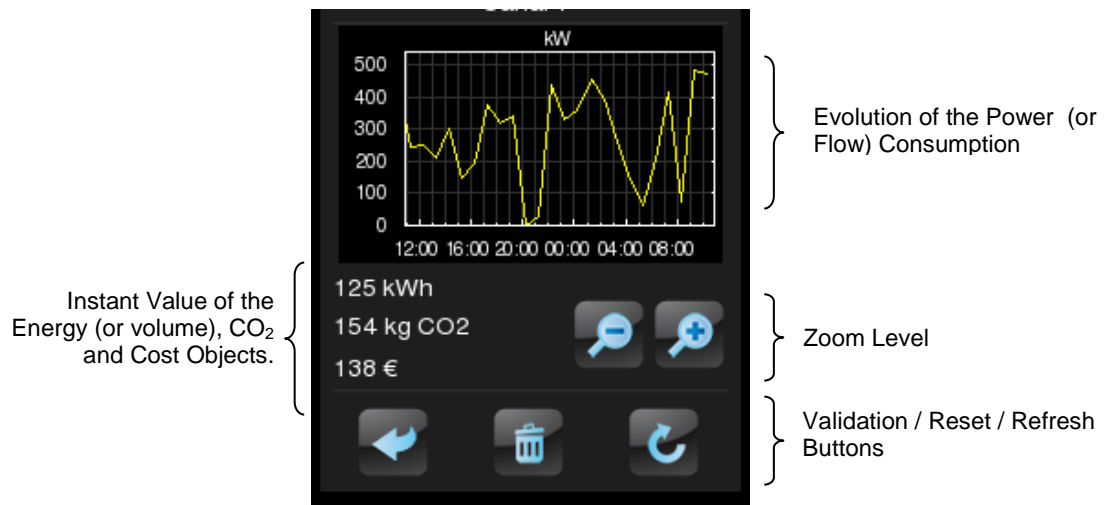 kW
500
400
300
200
100
0
12:00 16:00 20:00 00:00 04:00 08:00
Evolution of the Power (or
Flow) Consumption
Instant Value of the
Energy (or volume), CO₂
and Cost Objects.
125 kWh
154 kg CO2
138 €
Zoom Level
Validation / Reset / Refresh
Buttons